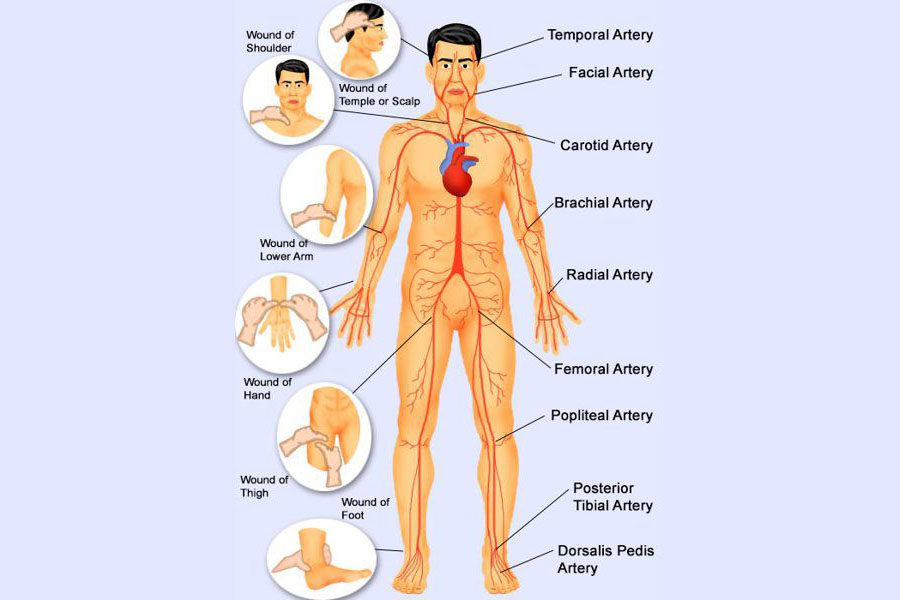 Wound of
Shoulder
Wound of
Temple or Scalp
Wound of
Lower Arm
Wound of
Hand
Wound of
Thigh
Wound of
Foot
Temporal Artery
Facial Artery
Carotid Artery
Brachial Artery
Radial Artery
Femoral Artery
Popliteal Artery
Posterior
Tibial Artery
Dorsalis Pedis
Artery